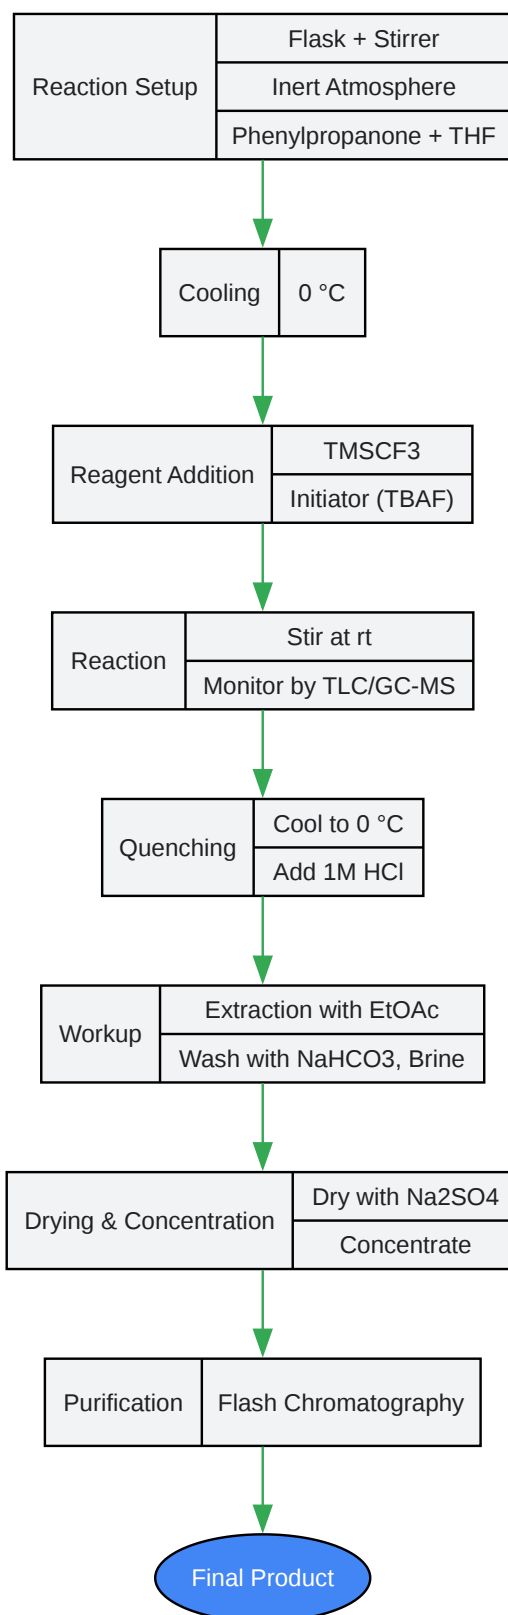 Reaction Setup
Flask + Stirrer
Inert Atmosphere
Phenylpropanone + THF
Cooling
0 °C
Reagent Addition
TMSCF3
Initiator (TBAF)
Reaction
Stir at rt
Monitor by TLC/GC-MS
Quenching
Cool to 0 °C
Add 1M HCl
Workup
Extraction with EtOAc
Wash with NaHCO3, Brine
Drying & Concentration
Dry with Na2SO4
Concentrate
Purification
Flash Chromatography
Final Product